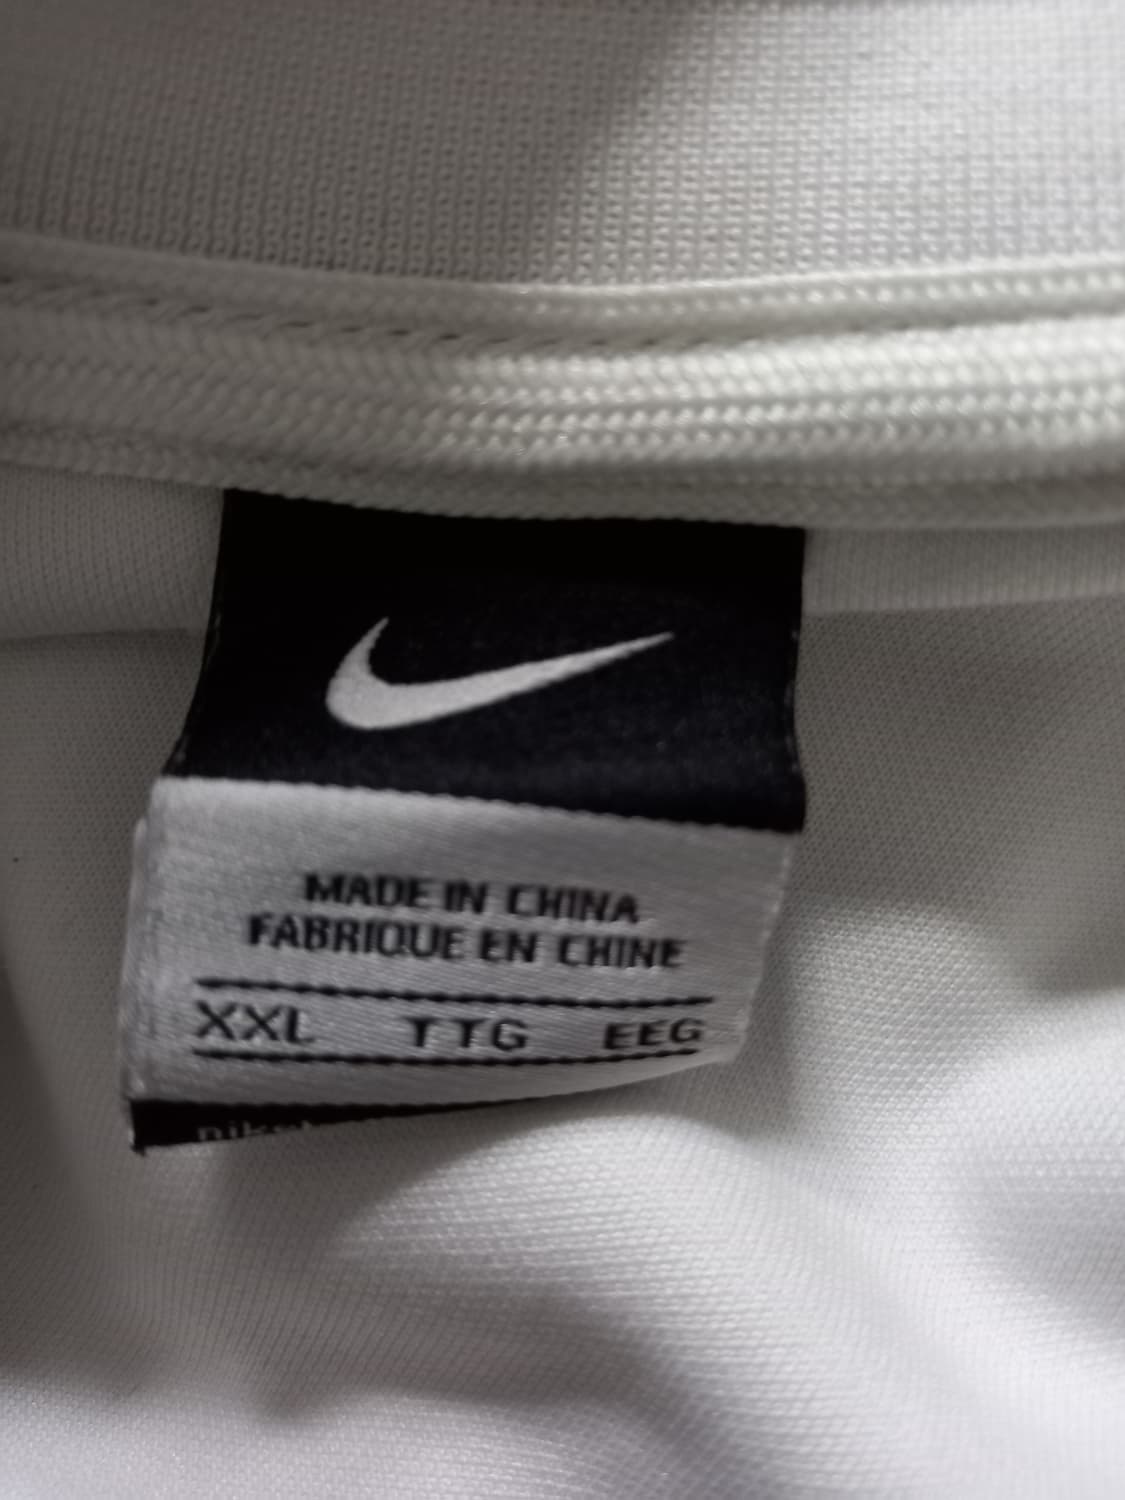 MADE IN CHINA
FABRIQUE EN CHINE
XXL TTG EEG